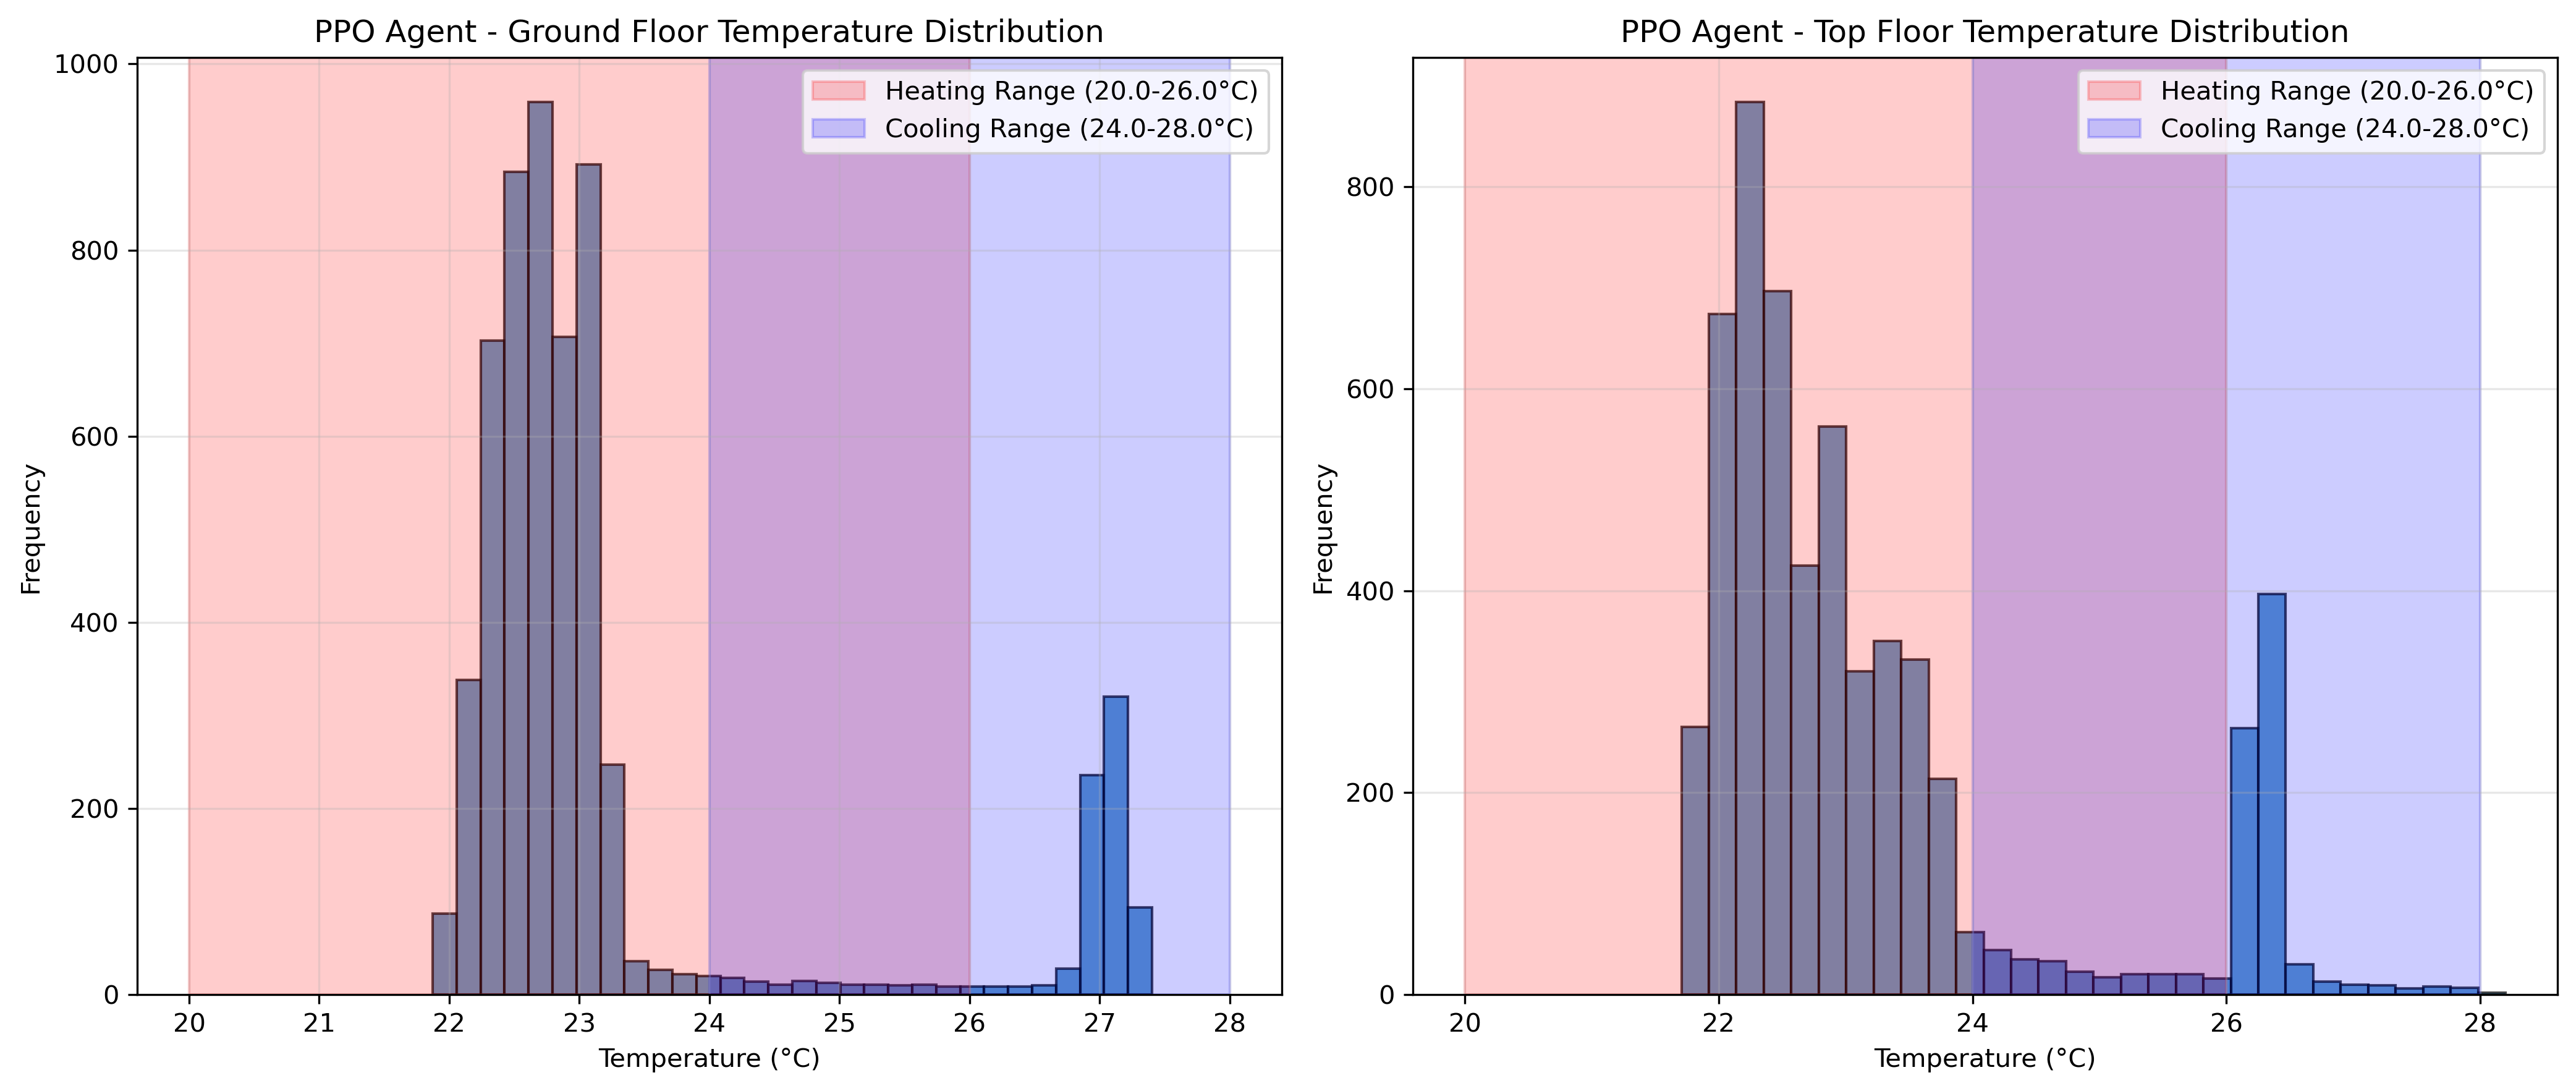 PPO Agent - Ground Floor Temperature Distribution
Heating Range (20.0-26.0°C)
Cooling Range (24.0-28.0°C)
1000
800
600
400
200
0
Frequency
20 21 22 23 24 25 26 27 28
Temperature (°C)
PPO Agent - Top Floor Temperature Distribution
Heating Range (20.0-26.0°C)
Cooling Range (24.0-28.0°C)
800
600
400
200
0
Frequency
20 22 24 26 28
Temperature (°C)